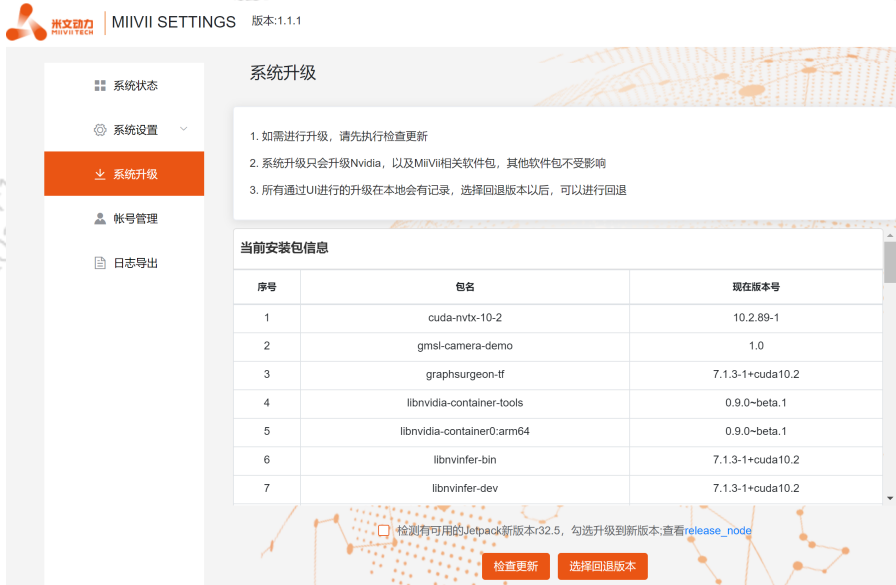 米文动力
MIIVII TECH
MIIVII SETTINGS 版本:1.1.1
系统状态
系统设置
系统升级
帐号管理
日志导出
系统升级
1. 如需进行升级，请先执行检查更新
2. 系统升级只会升级Nvidia，以及MiiVii相关软件包，其他软件包不受影响
3. 所有通过UI进行的升级在本地会有记录，选择回退版本以后，可以进行回退
当前安装包信息
序号 包名 现在版本号
1 cuda-nvtx-10-2 10.2.89-1
2 gmsl-camera-demo 1.0
3 graphsurgeon-tf 7.1.3-1+cuda10.2
4 libnvidia-container-tools 0.9.0~beta.1
5 libnvidia-container0:arm64 0.9.0~beta.1
6 libnvinfer-bin 7.1.3-1+cuda10.2
7 libnvinfer-dev 7.1.3-1+cuda10.2
检测有可用的Jetpack新版本r32.5，勾选升级到新版本;查看release_node
检查更新 选择回退版本